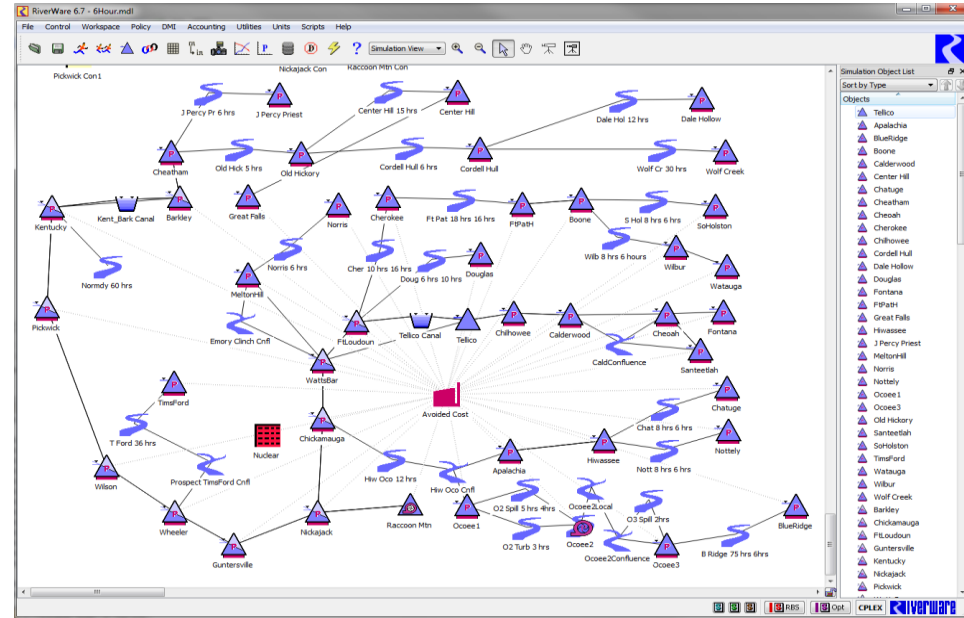 RiverWare 6.7 - 6Hour.mdl
File Control Workspace Policy DMI Accounting Utilities Units Scripts Help
Simulation View
Pickwick Con1
Nickajack Con
Raccoon Mtn Con
Simulation Object List
Sort by Type
Objects
J Percy Pr 6 hrs
J Percy Priest
Center Hill 15 hrs
Center Hill
Dale Hol 12 hrs
Dale Hollow
Cheatham
Old Hick 5 hrs
Old Hickory
Cordell Hull 6 hrs
Cordell Hull
Wolf Cr 30 hrs
Wolf Creek
Kentucky
Kent_Bark Canal
Barkley
Great Falls
Norris
Cherokee
Ft Pat 18 hrs 16 hrs
FtPatH
Boone
S Hol 8 hrs 6 hrs
SoHolston
Normdy 60 hrs
Norris 6 hrs
Cher 10 hrs 16 hrs
Doug 6 hrs 10 hrs
Douglas
Wilb 8 hrs 6 hours
Wilbur
Watauga
MeltonHill
Pickwick
Emory Clinch Cnfl
FtLoudoun
Tellico Canal
Tellico
Chilhowee
Calderwood
CaldConfluence
Cheoah
Fontana
Santeetlah
WattsBar
TimsFord
Avoided Cost
Chatuge
T Ford 36 hrs
Nuclear
Chickamauga
Chat 8 hrs 6 hrs
Nottely
Wilson
Prospect TimsFord Cnfl
Hiw Oco 12 hrs
Hiw Oco Cnfl
Apalachia
Hiwassee
Nott 8 hrs 6 hrs
Wheeler
Guntersville
Nickajack
Raccoon Mtn
Ocoee1
O2 Spill 5 hrs 4hrs
O2 Turb 3 hrs
Ocoee2Local
Ocoee2
Ocoee2Confluence
O3 Spill 2hrs
Ocoee3
B Ridge 75 hrs 6hrs
BlueRidge
Tellico
Apalachia
BlueRidge
Boone
Calderwood
Center Hill
Chatuge
Cheatham
Cheoah
Cherokee
Chilhowee
Cordell Hull
Dale Hollow
Douglas
Fontana
FtPatH
Great Falls
Hiwassee
J Percy Priest
MeltonHill
Norris
Nottely
Ocoee1
Ocoee3
Old Hickory
Santeetlah
SoHolston
TimsFord
Watauga
Wilbur
Wolf Creek
Barkley
Chickamauga
FtLoudoun
Guntersville
Kentucky
Nickajack
Pickwick
RBS
Opt
CPLEX
RiverWare